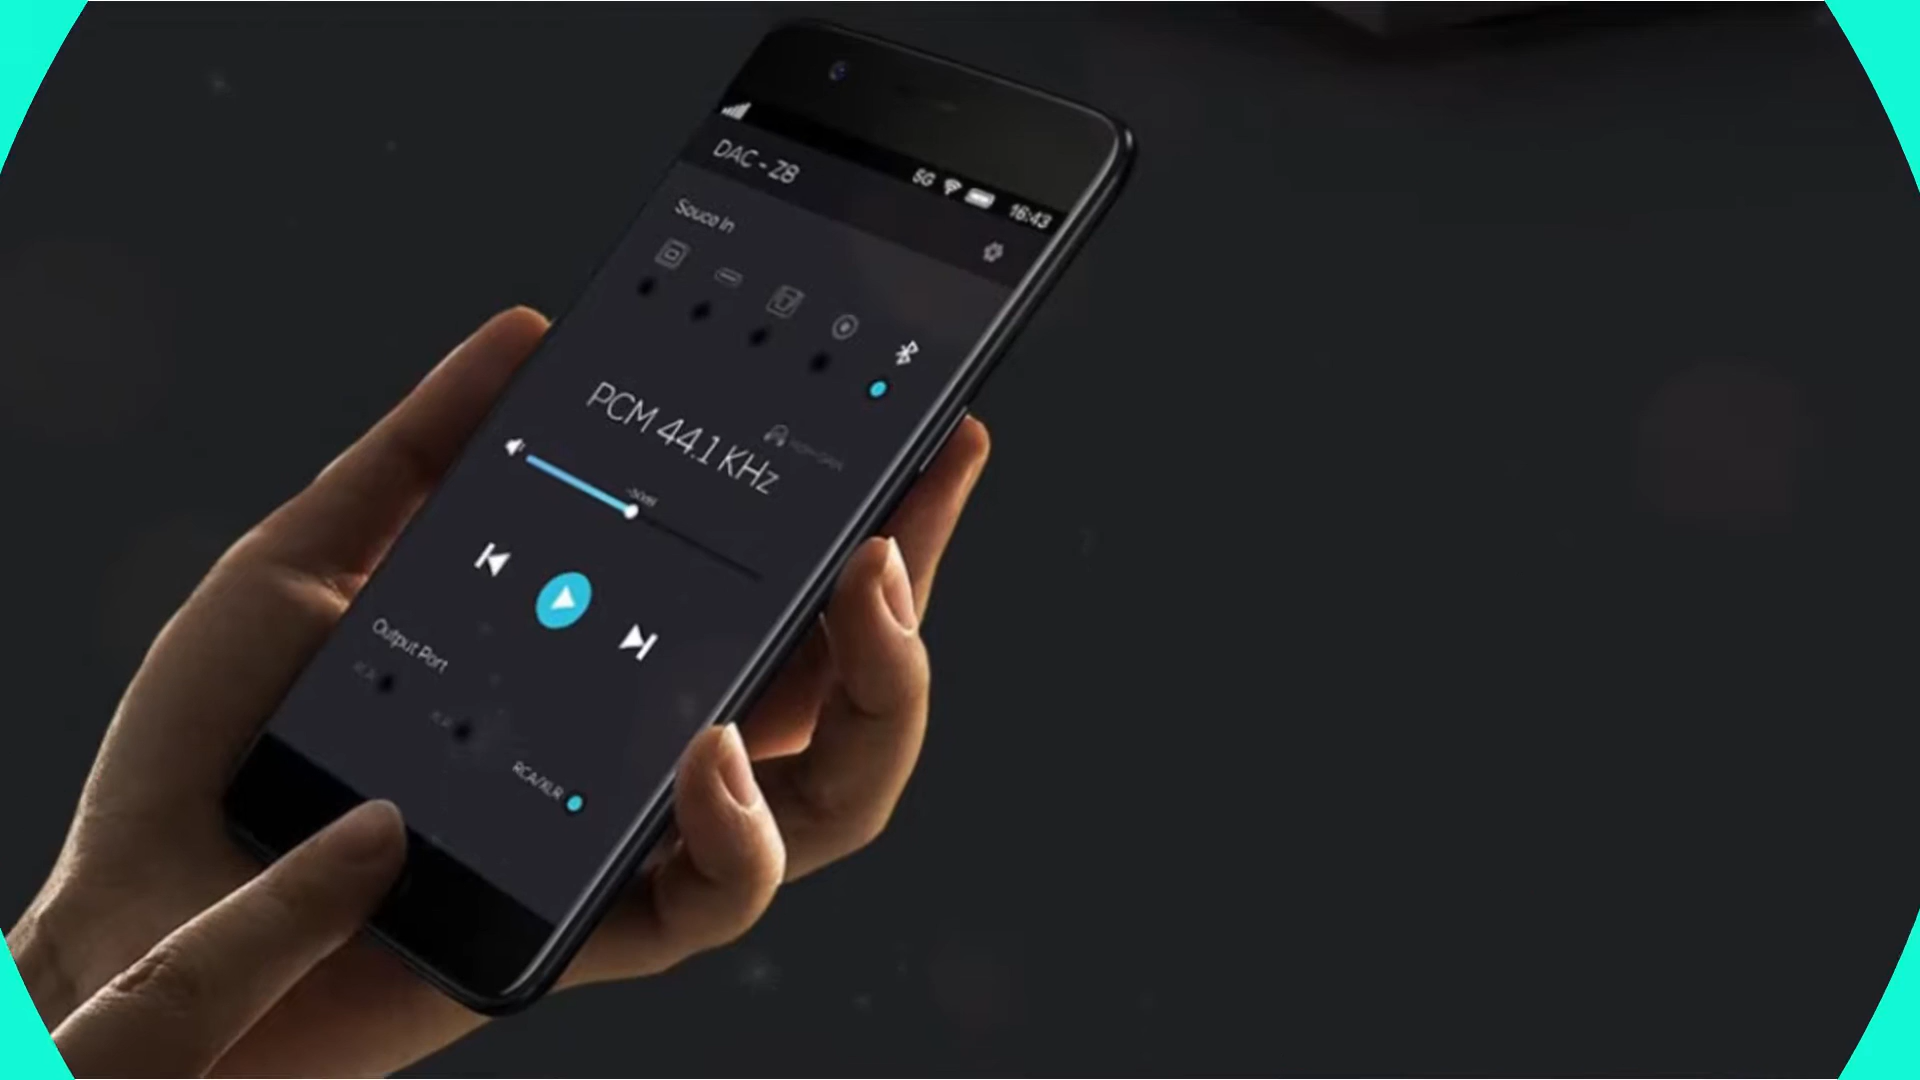 5G 16:43
DAC - Z8
Souce In
PCM 44.1 KHz
Output Port
RCA/XLR